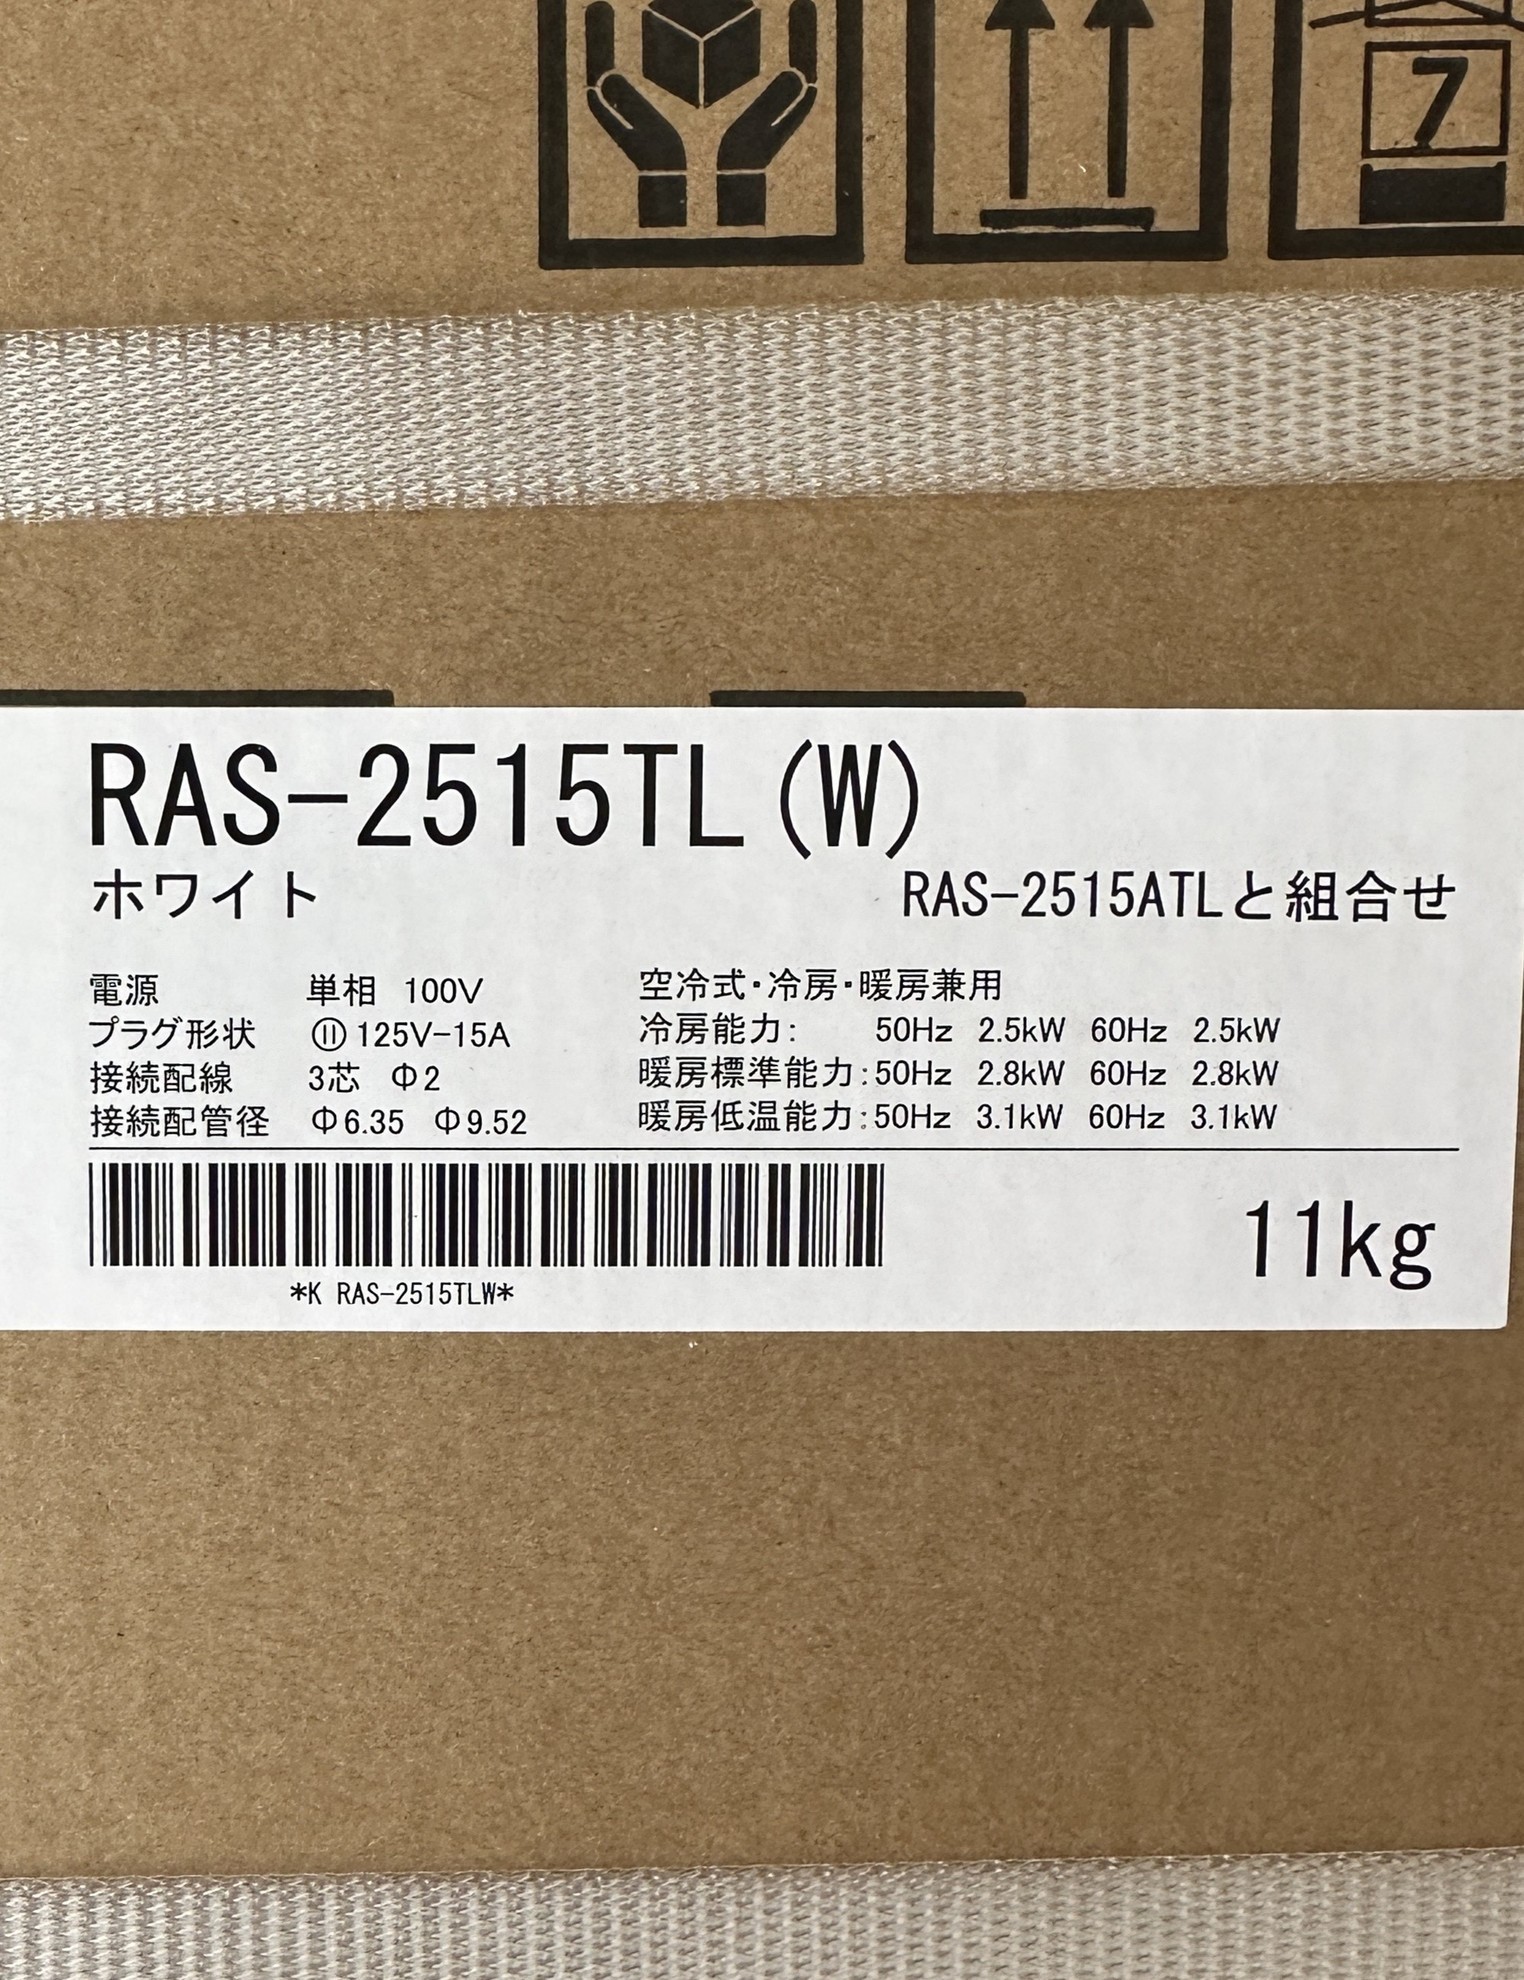 7
RAS-2515TL(W)
ホワイト
RAS-2515ATLと組合せ
電源 単相 100V
プラグ形状 125V-15A
接続配線 3芯 Φ2
接続配管径 Φ6.35 Φ9.52
空冷式・冷房・暖房兼用
冷房能力: 50Hz 2.5kW 60Hz 2.5kW
暖房標準能力:50Hz 2.8kW 60Hz 2.8kW
暖房低温能力:50Hz 3.1kW 60Hz 3.1kW
*K RAS-2515TLW*
11kg